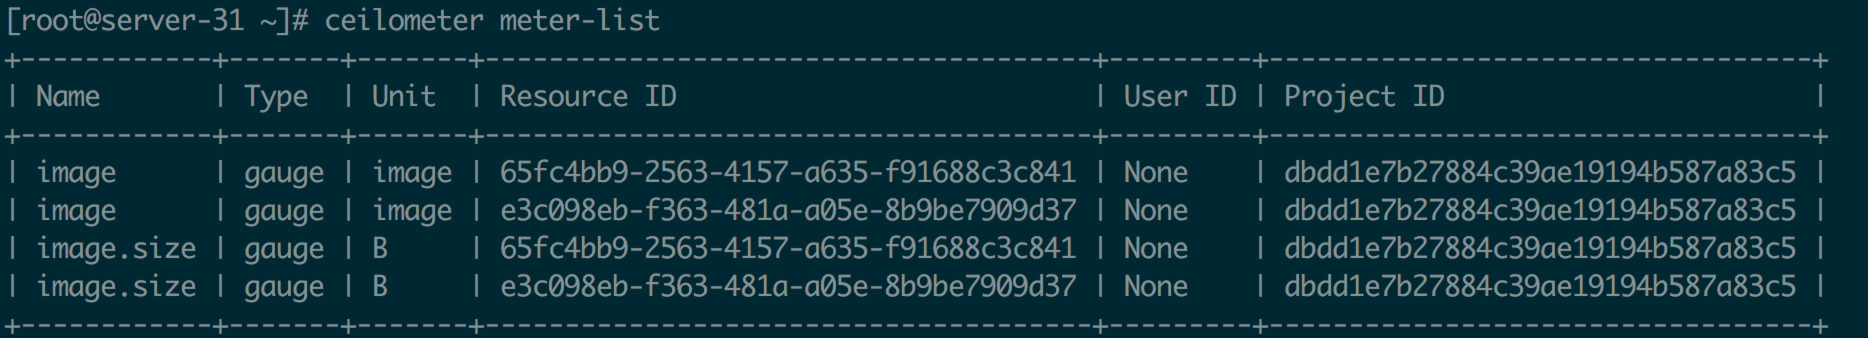 [root@server-31 ~]# ceilometer meter-list
+------------+-------+-------+--------------------------------------+---------+----------------------------------+
| Name       | Type  | Unit  | Resource ID                          | User ID | Project ID                       |
+------------+-------+-------+--------------------------------------+---------+----------------------------------+
| image      | gauge | image | 65fc4bb9-2563-4157-a635-f91688c3c841 | None    | dbdd1e7b27884c39ae19194b587a83c5 |
| image      | gauge | image | e3c098eb-f363-481a-a05e-8b9be7909d37 | None    | dbdd1e7b27884c39ae19194b587a83c5 |
| image.size | gauge | B     | 65fc4bb9-2563-4157-a635-f91688c3c841 | None    | dbdd1e7b27884c39ae19194b587a83c5 |
| image.size | gauge | B     | e3c098eb-f363-481a-a05e-8b9be7909d37 | None    | dbdd1e7b27884c39ae19194b587a83c5 |
+------------+-------+-------+--------------------------------------+---------+----------------------------------+